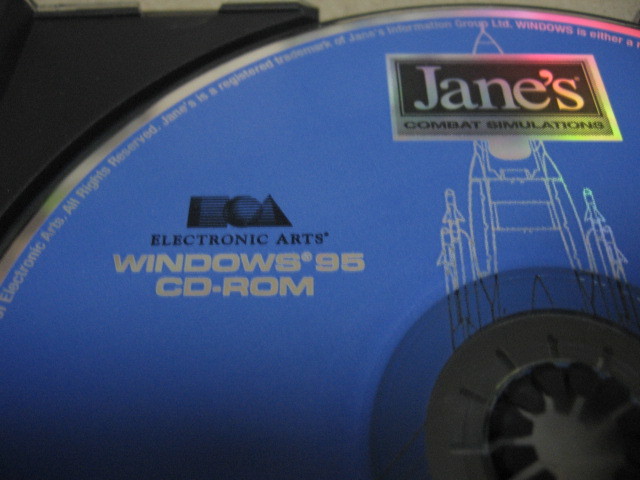 of Electronic Arts. All Rights Reserved. Jane's is a registered trademark of Jane's Information Group Ltd. WINDOWS is either a r
Jane's
COMBAT SIMULATIONS
ELECTRONIC ARTS®
WINDOWS®95
CD-ROM